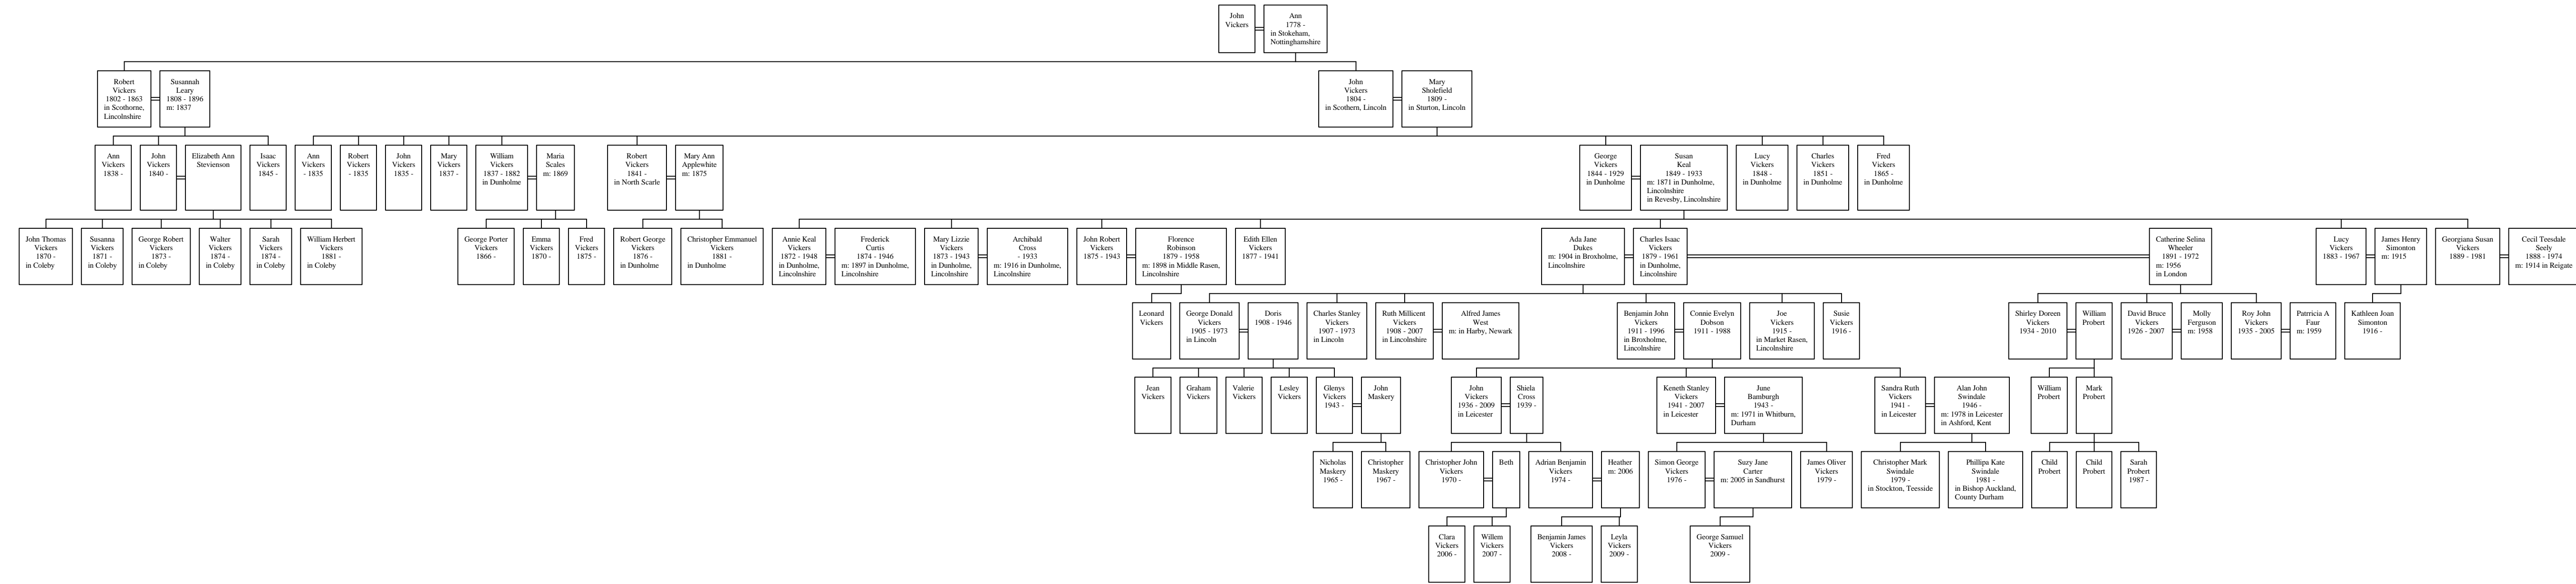 John
Vickers
Ann
1778 -
in Stokeham,
Nottinghamshire
Robert
Vickers
1802 - 1863
in Scothorne,
Lincolnshire
Susannah
Leary
1808 - 1896
m: 1837
John
Vickers
1804 -
in Scothern, Lincoln
Mary
Sholefield
1809 -
in Sturton, Lincoln
Ann
Vickers
1838 -
John
Vickers
1840 -
Elizabeth Ann
Stevienson
Isaac
Vickers
1845 -
Ann
Vickers
- 1835
Robert
Vickers
- 1835
John
Vickers
1835 -
Mary
Vickers
1837 -
William
Vickers
1837 - 1882
in Dunholme
Maria
Scales
m: 1869
Robert
Vickers
1841 -
in North Scarle
Mary Ann
Applewhite
m: 1875
George
Vickers
1844 - 1929
in Dunholme
Susan
Keal
1849 - 1933
m: 1871 in Dunholme,
Lincolnshire
in Revesby, Lincolnshire
Lucy
Vickers
1848 -
in Dunholme
Charles
Vickers
1851 -
in Dunholme
Fred
Vickers
1865 -
in Dunholme
John Thomas
Vickers
1870 -
in Coleby
Susanna
Vickers
1871 -
in Coleby
George Robert
Vickers
1873 -
in Coleby
Walter
Vickers
1874 -
in Coleby
Sarah
Vickers
1874 -
in Coleby
William Herbert
Vickers
1881 -
in Coleby
George Porter
Vickers
1866 -
Emma
Vickers
1870 -
Fred
Vickers
1875 -
Robert George
Vickers
1876 -
in Dunholme
Christopher Emmanuel
Vickers
1881 -
in Dunholme
Annie Keal
Vickers
1872 - 1948
in Dunholme,
Lincolnshire
Frederick
Curtis
1874 - 1946
m: 1897 in Dunholme,
Lincolnshire
Mary Lizzie
Vickers
1873 - 1943
in Dunholme,
Lincolnshire
Archibald
Cross
- 1933
m: 1916 in Dunholme,
Lincolnshire
John Robert
Vickers
1875 - 1943
Florence
Robinson
1879 - 1958
m: 1898 in Middle Rasen,
Lincolnshire
Edith Ellen
Vickers
1877 - 1941
Ada Jane
Dukes
m: 1904 in Broxholme,
Lincolnshire
Charles Isaac
Vickers
1879 - 1961
in Dunholme,
Lincolnshire
Catherine Selina
Wheeler
1891 - 1972
m: 1956
in London
Lucy
Vickers
1883 - 1967
James Henry
Simonton
m: 1915
Georgiana Susan
Vickers
1889 - 1981
Cecil Teesdale
Seely
1888 - 1974
m: 1914 in Reigate
Leonard
Vickers
George Donald
Vickers
1905 - 1973
in Lincoln
Doris
1908 - 1946
Charles Stanley
Vickers
1907 - 1973
in Lincoln
Ruth Millicent
Vickers
1908 - 2007
in Lincolnshire
Alfred James
West
m: in Harby, Newark
Benjamin John
Vickers
1911 - 1996
in Broxholme,
Lincolnshire
Connie Evelyn
Dobson
1911 - 1988
Joe
Vickers
1915 -
in Market Rasen,
Lincolnshire
Susie
Vickers
1916 -
Shirley Doreen
Vickers
1934 - 2010
William
Probert
David Bruce
Vickers
1926 - 2007
Molly
Ferguson
m: 1958
Roy John
Vickers
1935 - 2005
Patrricia A
Faur
m: 1959
Kathleen Joan
Simonton
1916 -
Jean
Vickers
Graham
Vickers
Valerie
Vickers
Lesley
Vickers
Glenys
Vickers
1943 -
John
Maskery
John
Vickers
1936 - 2009
in Leicester
Shiela
Cross
1939 -
Keneth Stanley
Vickers
1941 - 2007
in Leicester
June
Bamburgh
1943 -
m: 1971 in Whitburn,
Durham
Sandra Ruth
Vickers
1941 -
in Leicester
Alan John
Swindale
1946 -
m: 1978 in Leicester
in Ashford, Kent
William
Probert
Mark
Probert
Nicholas
Maskery
1965 -
Christopher
Maskery
1967 -
Christopher John
Vickers
1970 -
Beth
Adrian Benjamin
Vickers
1974 -
Heather
m: 2006
Simon George
Vickers
1976 -
Suzy Jane
Carter
m: 2005 in Sandhurst
James Oliver
Vickers
1979 -
Christopher Mark
Swindale
1979 -
in Stockton, Teesside
Phillipa Kate
Swindale
1981 -
in Bishop Auckland,
County Durham
Child
Probert
Child
Probert
Sarah
Probert
1987 -
Clara
Vickers
2006 -
Willem
Vickers
2007 -
Benjamin James
Vickers
2008 -
Leyla
Vickers
2009 -
George Samuel
Vickers
2009 -